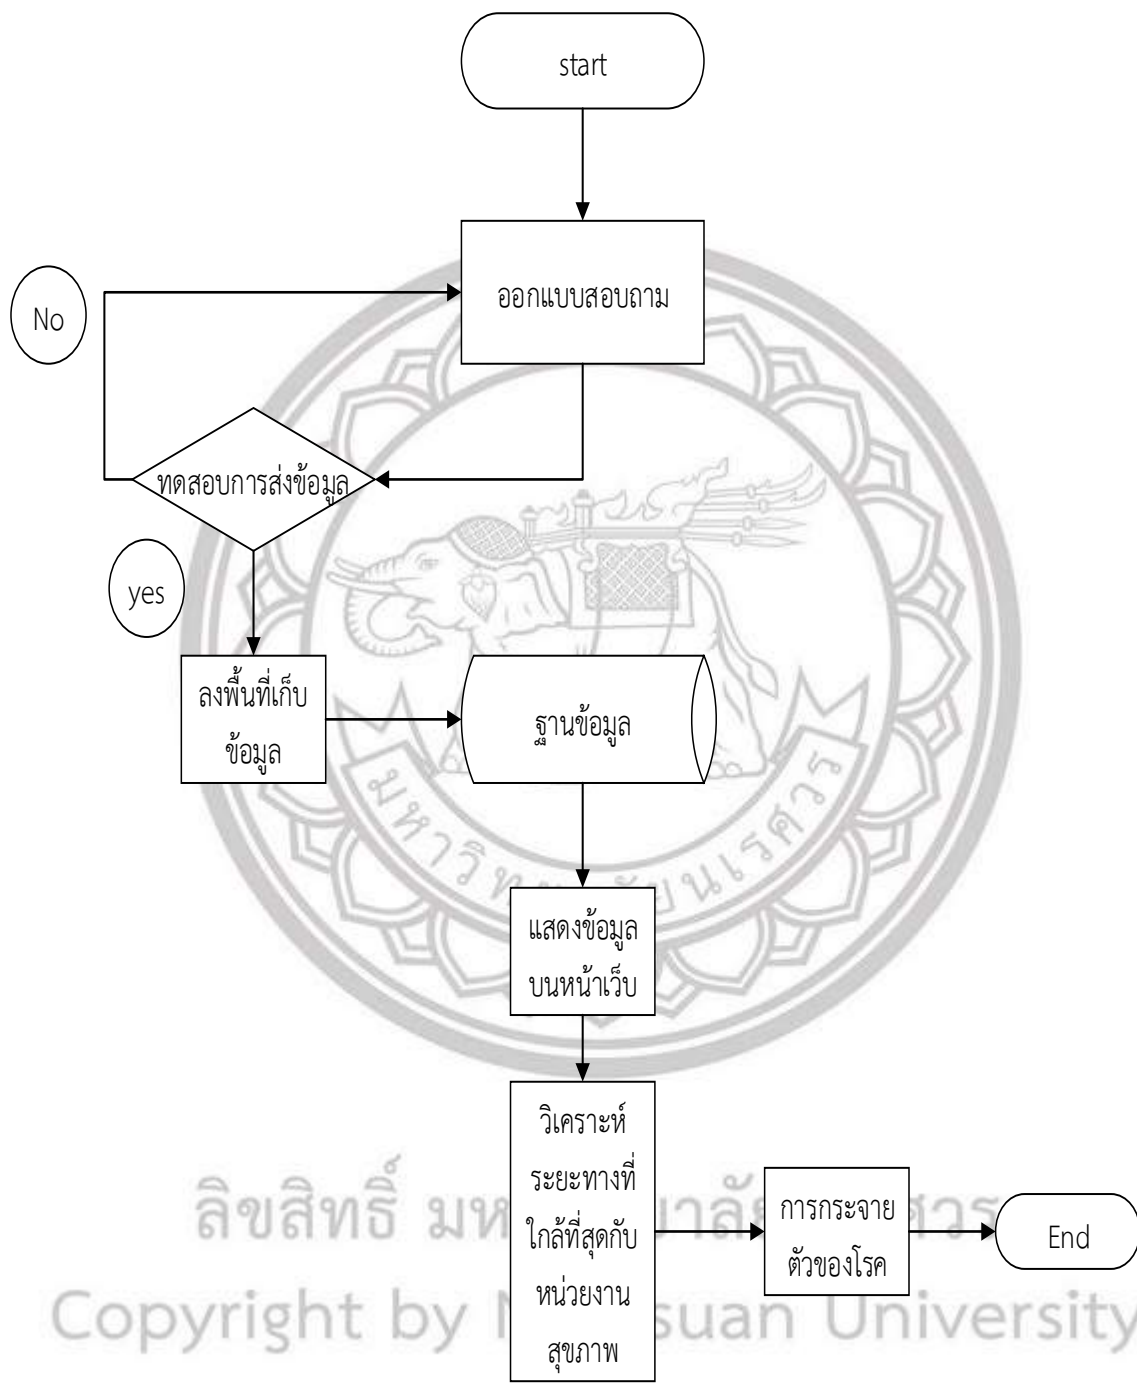 start
ออกแบบสอบถาม
No
ทดสอบการส่งข้อมูล
yes
ลงพื้นที่เก็บ
ข้อมูล
ฐานข้อมูล
แสดงข้อมูล
บนหน้าเว็บ
วิเคราะห์
ระยะทางที่
ใกล้ที่สุดกับ
หน่วยงาน
สุขภาพ
การกระจาย
ตัวของโรค
End
ลิขสิทธิ์
Copyright by University